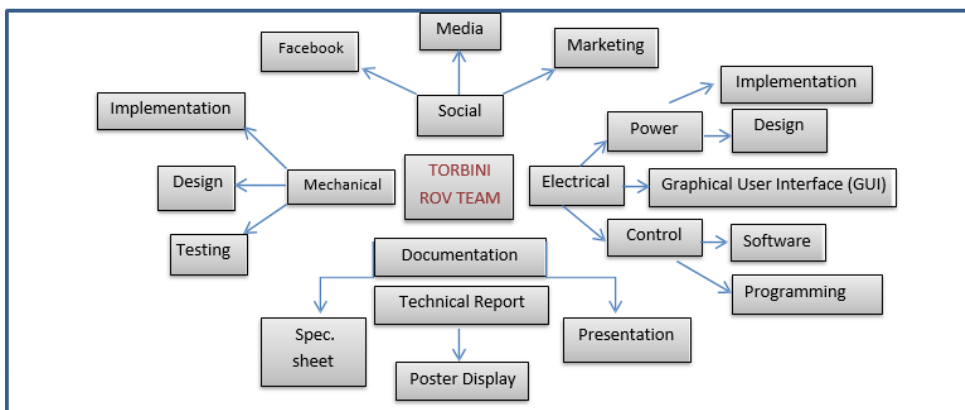 Media
Facebook
Marketing
Social
Implementation
Design
Mechanical
Testing
TORBINI
ROV TEAM
Implementation
Power
Design
Electrical
Graphical User Interface (GUI)
Control
Software
Programming
Documentation
Technical Report
Spec.
sheet
Poster Display
Presentation